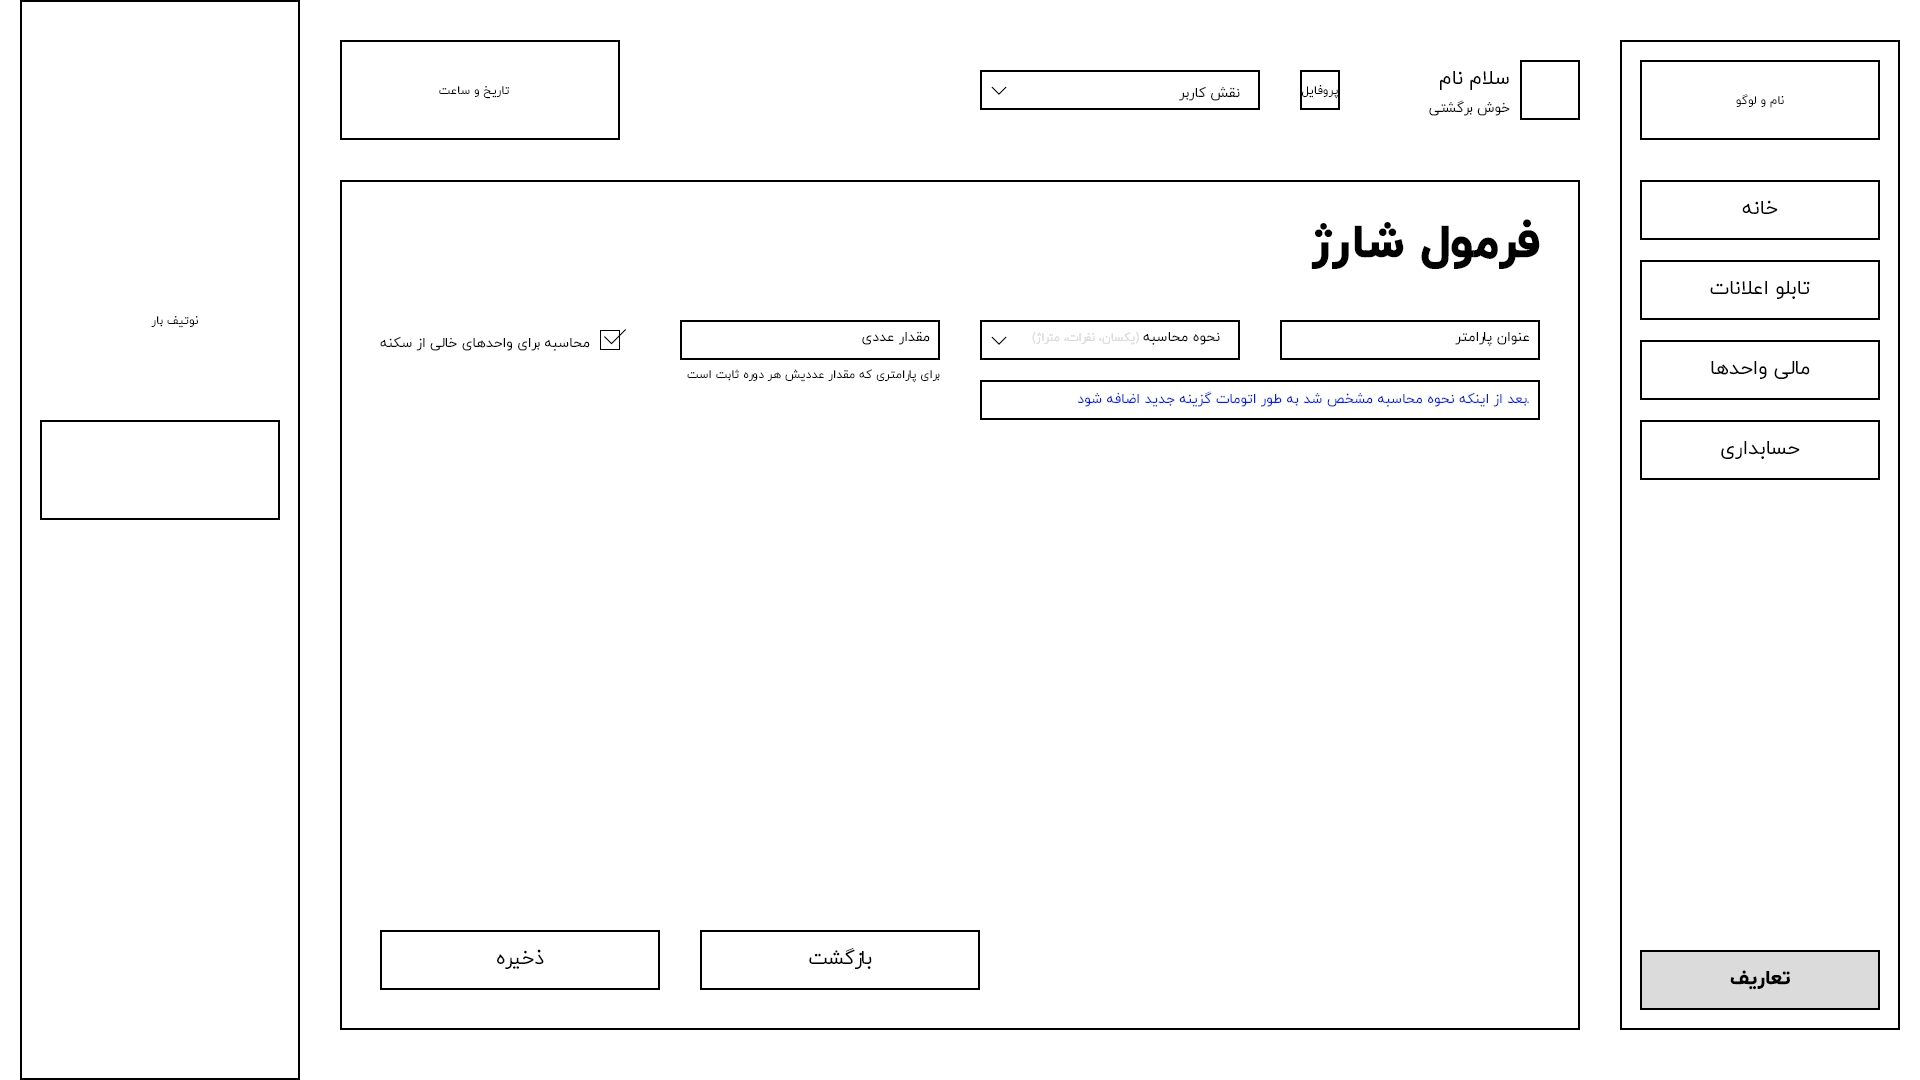 نام و لوگو
خانه
تابلو اعلانات
مالی واحدها
حسابداری
تعاریف
سلام نام
خوش برگشتی
پروفایل
نقش کاربر
تاریخ و ساعت
فرمول شارژ
عنوان پارامتر
نحوه محاسبه (یکسان، نفرات، متراژ)
مقدار عددی
محاسبه برای واحدهای خالی از سکنه
برای پارامتری که مقدار عددیش هر دوره ثابت است
.بعد از اینکه نحوه محاسبه مشخص شد به طور اتومات گزینه جدید اضافه شود
بازگشت
ذخیره
نوتیف بار